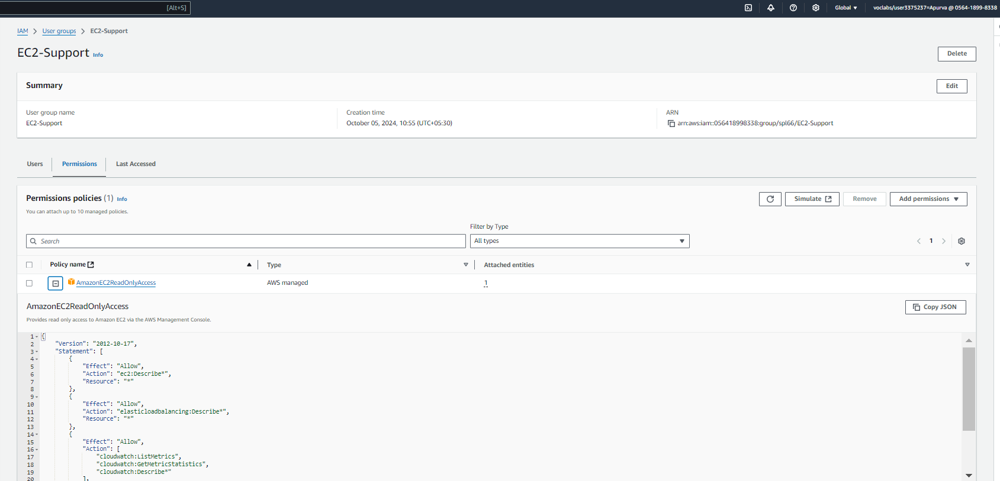 [Alt+S]
Global
voclabs/user3375237=Apurva @ 0564-1899-8338
IAM > User groups > EC2-Support
EC2-Support Info
Delete
Summary
Edit
User group name
EC2-Support
Creation time
October 05, 2024, 10:55 (UTC+05:30)
ARN
arn:aws:iam::056418998338:group/spl66/EC2-Support
Users
Permissions
Last Accessed
Permissions policies (1) Info
You can attach up to 10 managed policies.
Simulate
Remove
Add permissions
Filter by Type
Search
All types
1
Policy name
Type
Attached entities
AmazonEC2ReadOnlyAccess
AWS managed
1
AmazonEC2ReadOnlyAccess
Provides read only access to Amazon EC2 via the AWS Management Console.
Copy JSON
1 {
2 "Version": "2012-10-17",
3 "Statement": [
4 {
5 "Effect": "Allow",
6 "Action": "ec2:Describe*",
7 "Resource": "*"
8 },
9 {
10 "Effect": "Allow",
11 "Action": "elasticloadbalancing:Describe*",
12 "Resource": "*"
13 },
14 {
15 "Effect": "Allow",
16 "Action": [
17 "cloudwatch:ListMetrics",
18 "cloudwatch:GetMetricStatistics",
19 "cloudwatch:Describe*"
20 ],